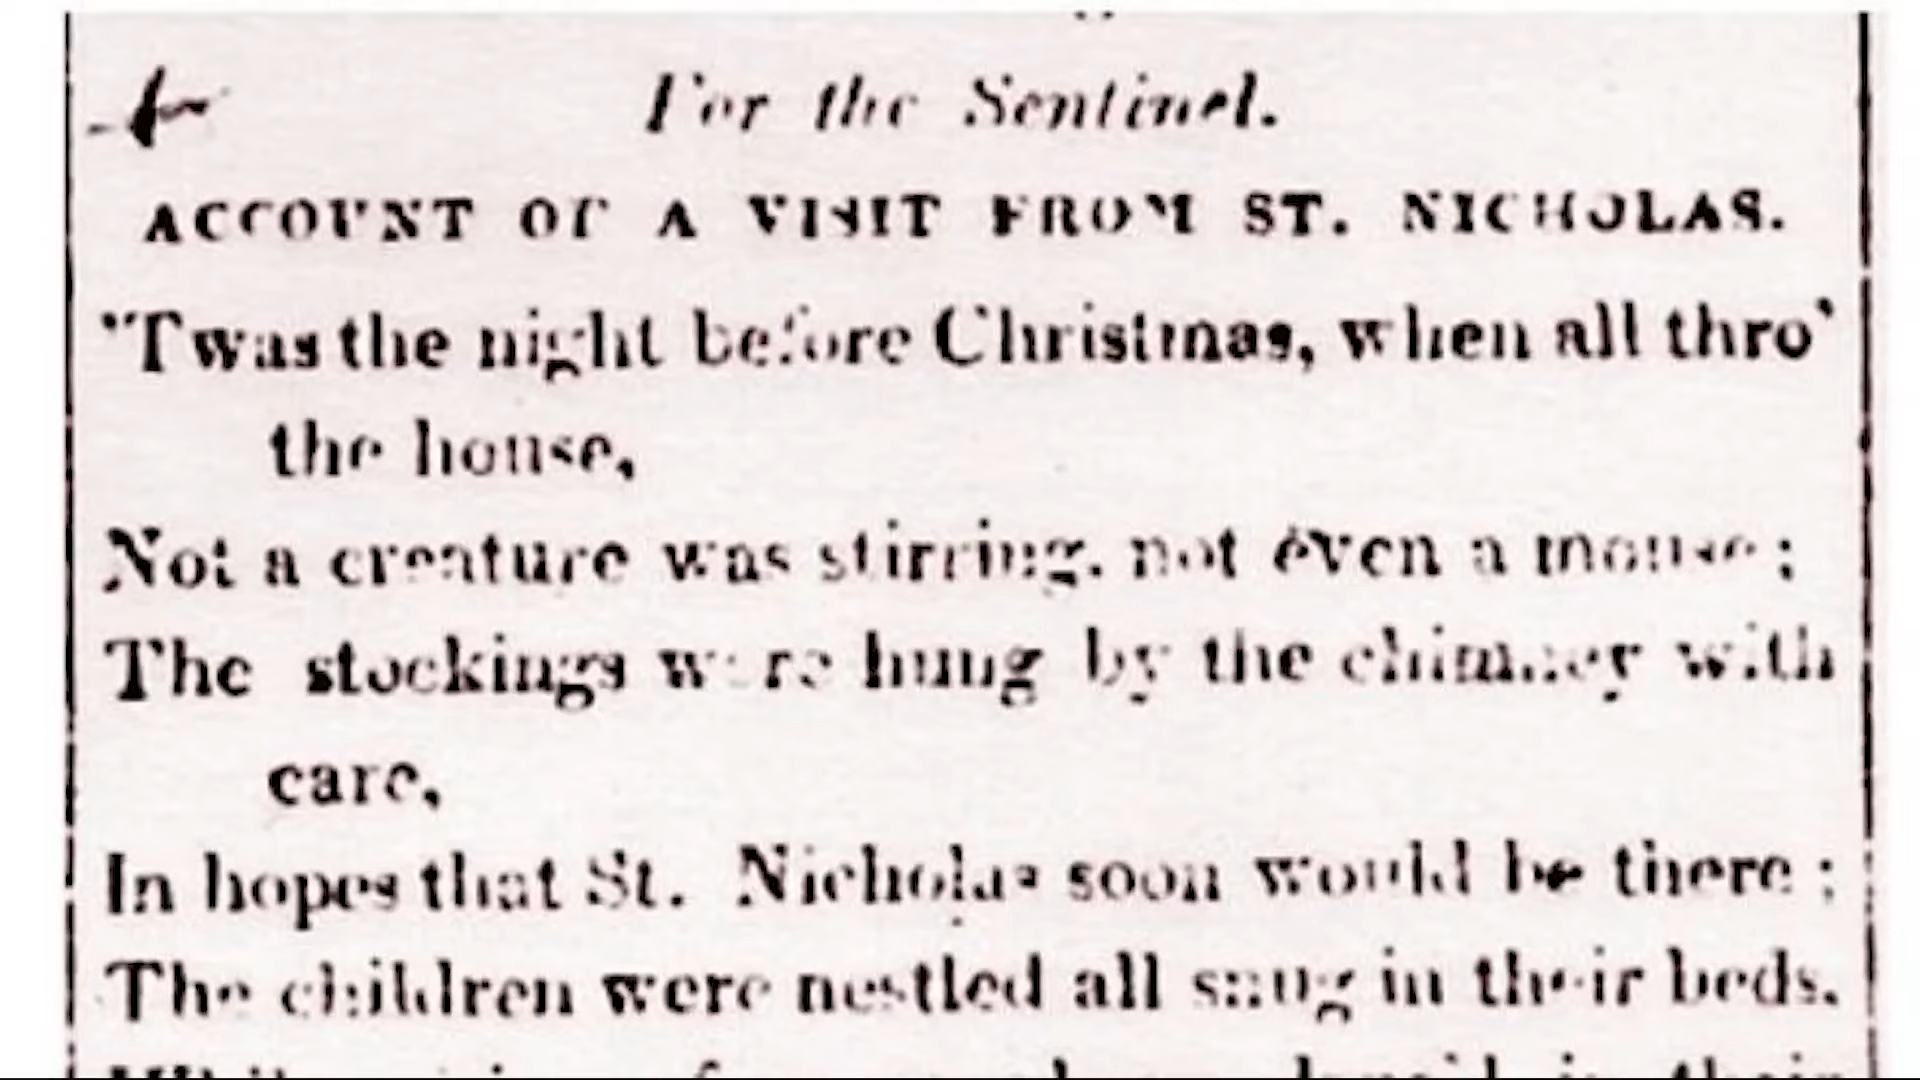 For the Sentinel.
ACCOUNT OF A VISIT FROM ST. NICHOLAS.
'Twas the night before Christmas, when all thro'
the house,
Not a creature was stirring, not even a mouse;
The stockings were hung by the chimney with
care,
In hopes that St. Nicholas soon would be there;
The children were nestled all snug in their beds,